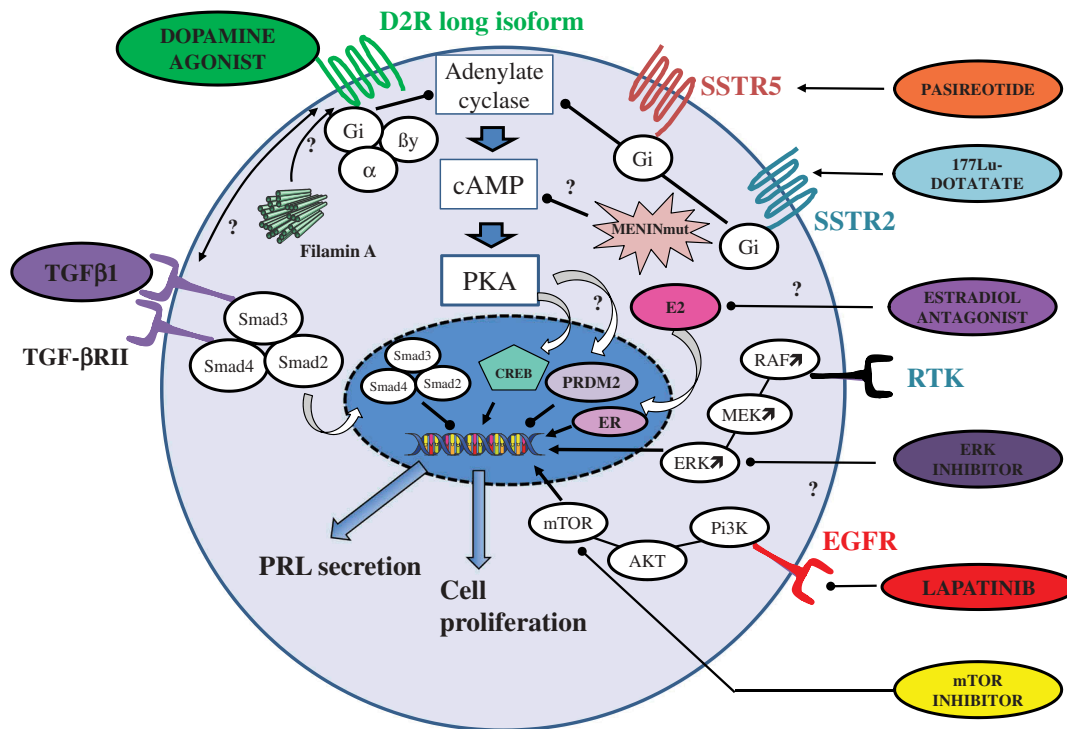 D2R long isoform
DOPAMINE
AGONIST
Adenylate
cyclase
SSTR5
PASIREOTIDE
Gi
ßy
α
?
Gi
177Lu-
DOTATATE
cAMP
?
SSTR2
MENINmut
Gi
Filamin A
?
TGFβ1
PKA
?
E2
?
ESTRADIOL
ANTAGONIST
Smad3
Smad4
Smad2
TGF-βRII
Smad3
Smad4
Smad2
CREB
PRDM2
ER
RAF↗
RTK
MEK↗
ERK↗
ERK
INHIBITOR
?
mTOR
AKT
Pi3K
EGFR
LAPATINIB
PRL secretion
Cell
proliferation
mTOR
INHIBITOR